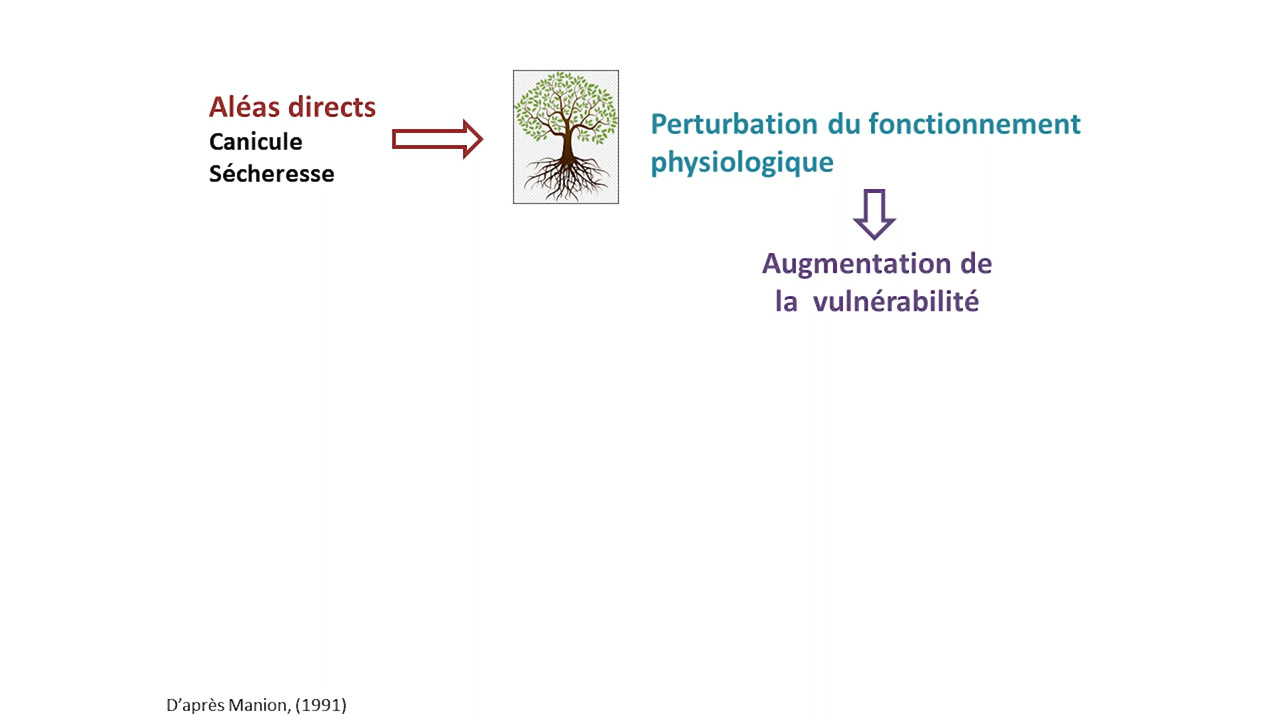 Aléas directs
Canicule
Sécheresse
Perturbation du fonctionnement
physiologique
Augmentation de
la vulnérabilité
D’après Manion, (1991)